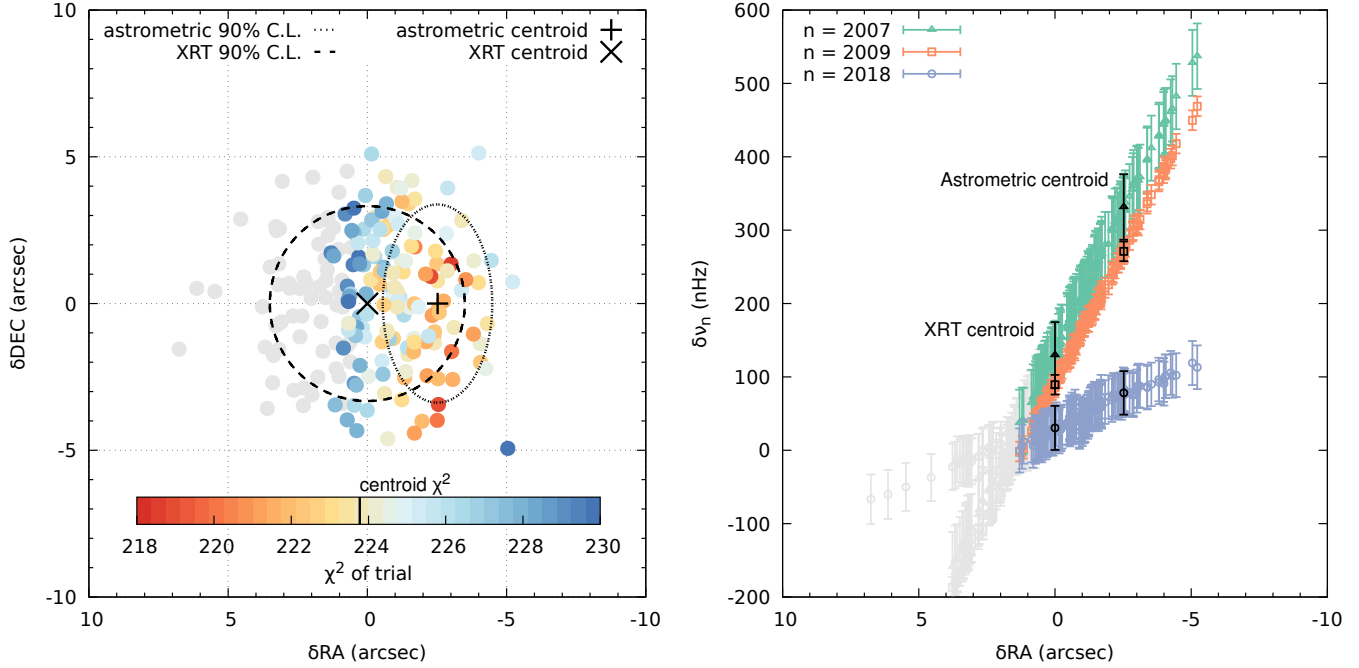 astrometric 90% C.L.
XRT 90% C.L.
astrometric centroid
XRT centroid
10
5
0
-5
-10
δDEC (arcsec)
centroid χ²
218 220 222 224 226 228 230
χ² of trial
10 5 0 -5 -10
δRA (arcsec)
n = 2007
n = 2009
n = 2018
600
500
400
300
200
100
0
-100
-200
δνₙ (nHz)
Astrometric centroid
XRT centroid
10 5 0 -5 -10
δRA (arcsec)